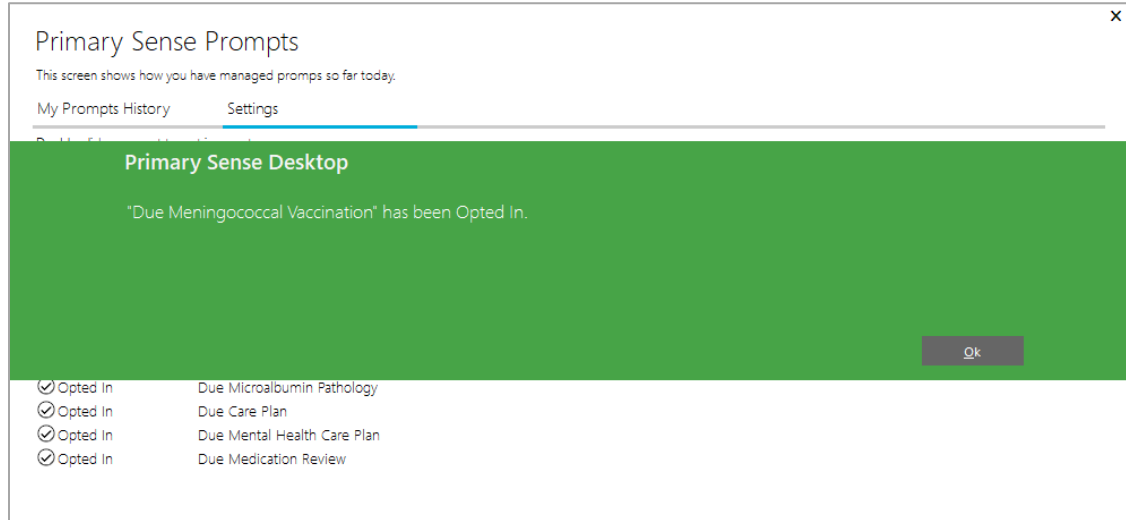 x
Primary Sense Prompts
This screen shows how you have managed promps so far today.
My Prompts History Settings
Primary Sense Desktop
"Due Meningococcal Vaccination" has been Opted In.
Ok
Opted In Due Microalbumin Pathology
Opted In Due Care Plan
Opted In Due Mental Health Care Plan
Opted In Due Medication Review